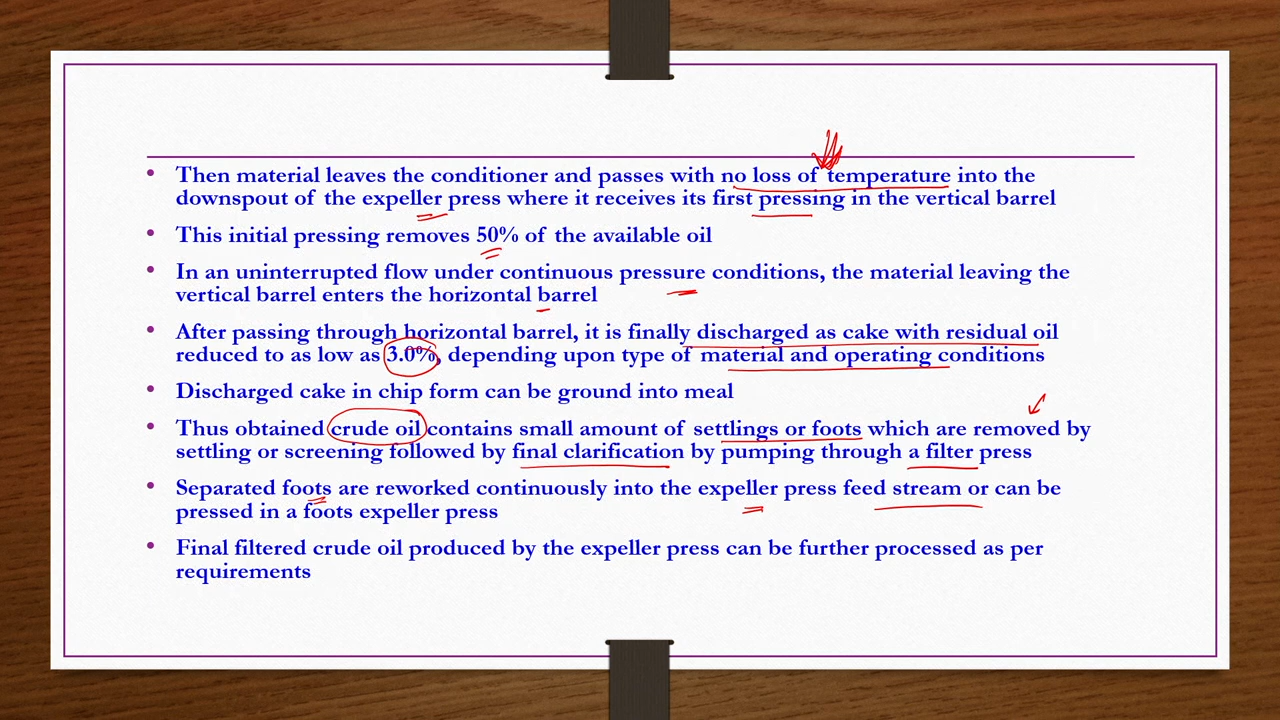 • Then material leaves the conditioner and passes with no loss of temperature into the
downspout of the expeller press where it receives its first pressing in the vertical barrel
• This initial pressing removes 50% of the available oil
• In an uninterrupted flow under continuous pressure conditions, the material leaving the
vertical barrel enters the horizontal barrel
• After passing through horizontal barrel, it is finally discharged as cake with residual oil
reduced to as low as 3.0%, depending upon type of material and operating conditions
• Discharged cake in chip form can be ground into meal
• Thus obtained crude oil contains small amount of settlings or foots which are removed by
settling or screening followed by final clarification by pumping through a filter press
• Separated foots are reworked continuously into the expeller press feed stream or can be
pressed in a foots expeller press
• Final filtered crude oil produced by the expeller press can be further processed as per
requirements